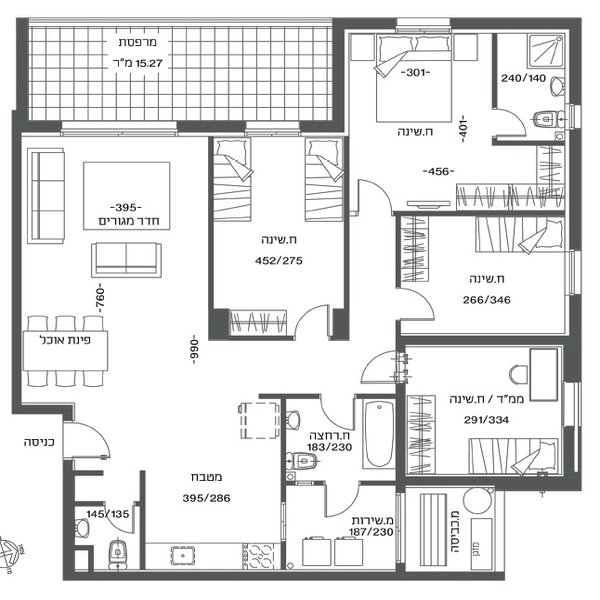 מרפסת
15.27 מ"ר
-301-
240/140
ח.שינה
-401-
-456-
-395-
חדר מגורים
ח.שינה
452/275
ח.שינה
266/346
-760-
-990-
פינת אוכל
ממ"ד / ח.שינה
291/334
כניסה
ח.רחצה
183/230
מטבח
395/286
145/135
מ.שירות
187/230
מ.כביסה
מזגן